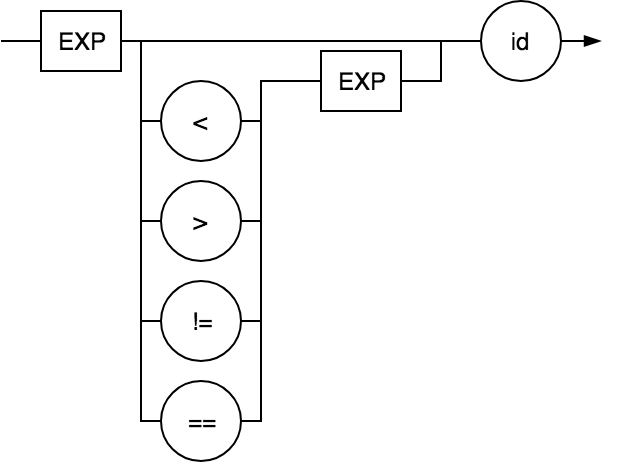 EXP
id
EXP
<
>
!=
==